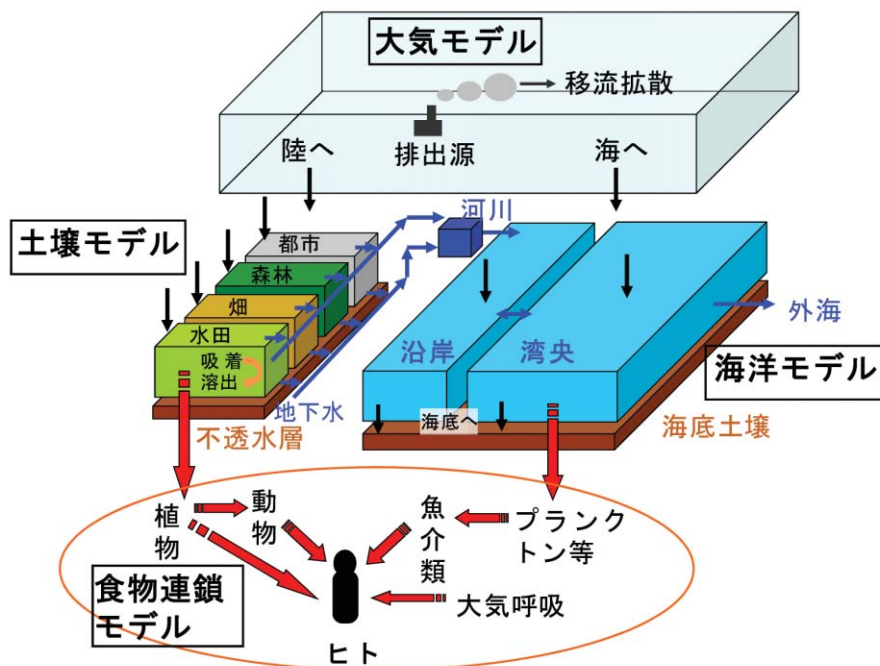 大気モデル
移流拡散
排出源
陸へ
海へ
土壌モデル
河川
都市
森林
畑
水田
吸着
溶出
地下水
不透水層
沿岸
湾央
外海
海洋モデル
海底へ
海底土壌
植物
動物
魚介類
プランク
トン等
食物連鎖
モデル
大気呼吸
ヒト